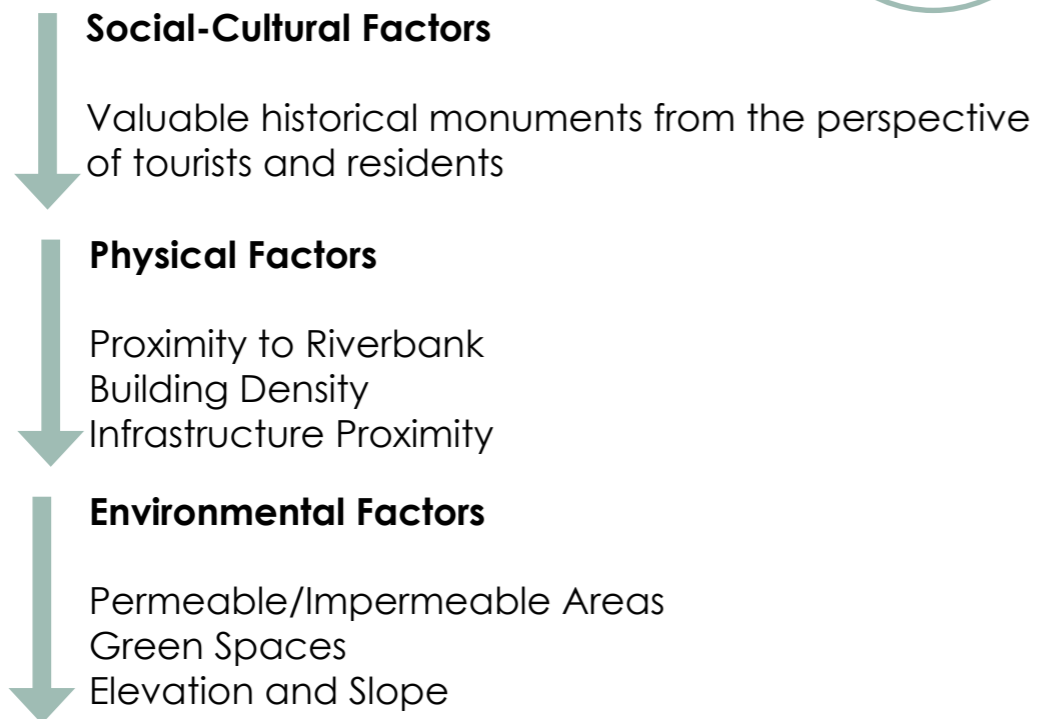 Social-Cultural Factors
Valuable historical monuments from the perspective
of tourists and residents
Physical Factors
Proximity to Riverbank
Building Density
Infrastructure Proximity
Environmental Factors
Permeable/Impermeable Areas
Green Spaces
Elevation and Slope